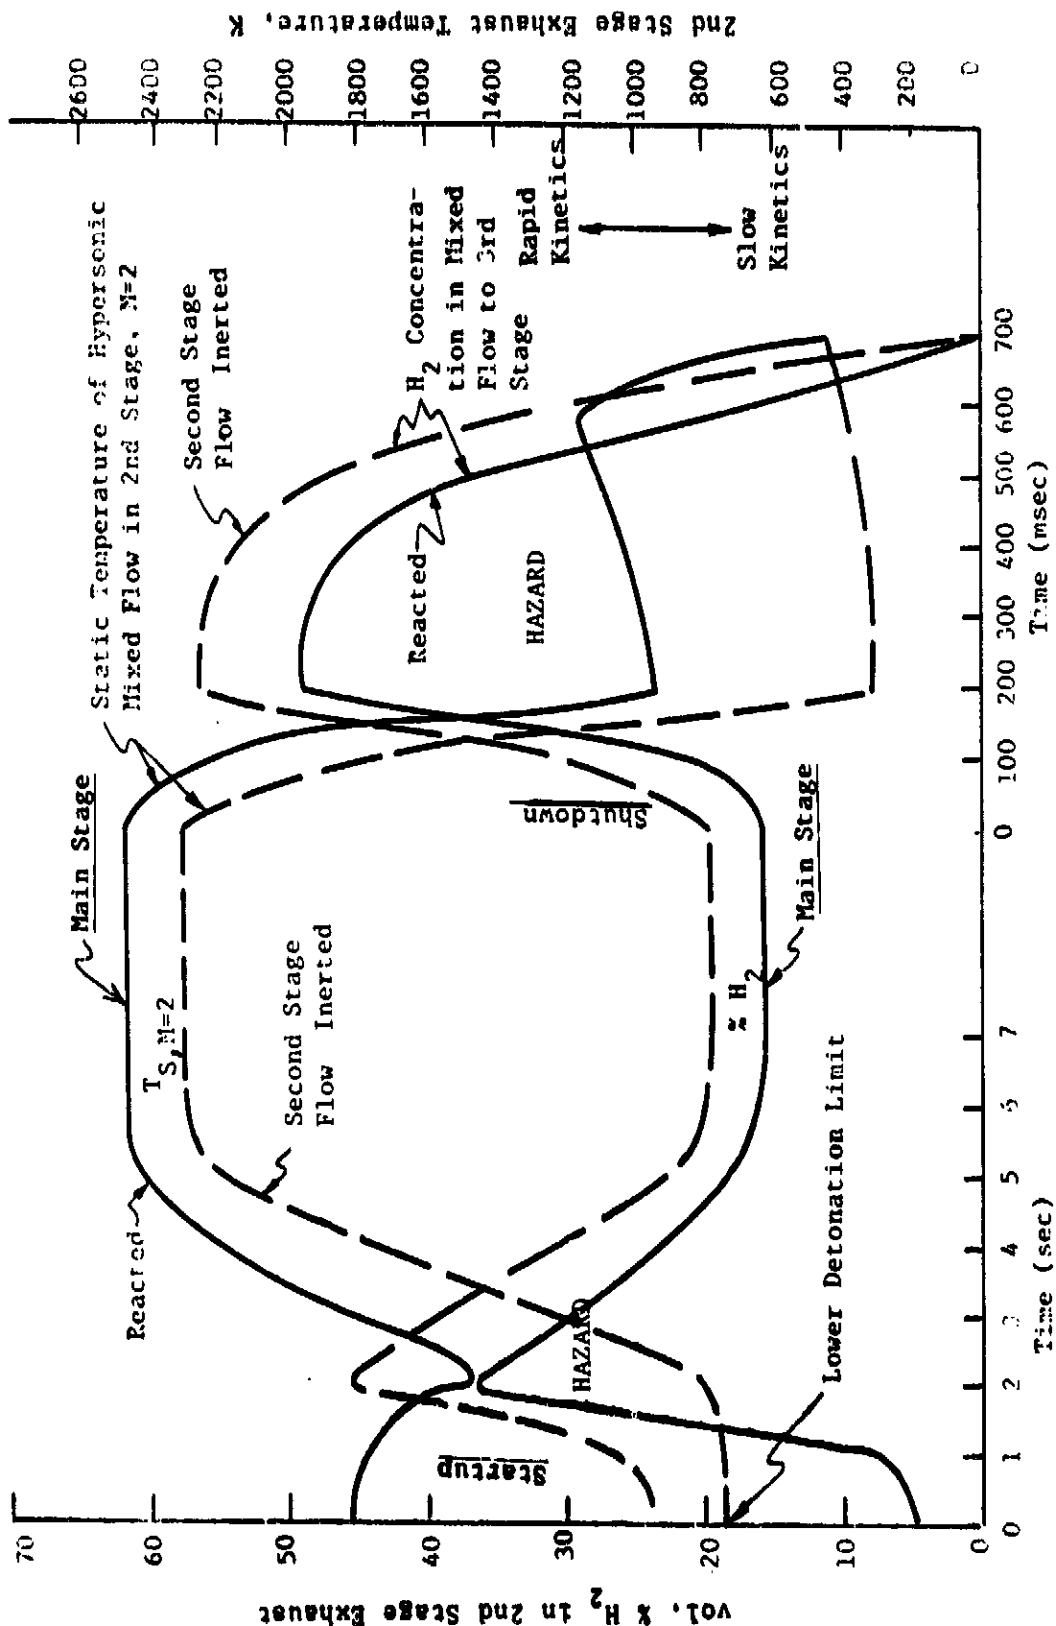 vol. % H2 in 2nd Stage Exhaust
70
60
50
40
30
20
10
0
2nd Stage Exhaust Temperature, K
2600
2400
2200
2000
1800
1600
1400
1200
1000
800
600
400
200
0
0
1
2
3
4
5
6
7
Time (sec)
0
100
200
300
400
500
600
700
Time (msec)
Main Stage
Static Temperature of Hypersonic
Mixed Flow in 2nd Stage, M=2
Second Stage
Flow Inerted
Reacted
TS,M=2
Second Stage
Flow Inerted
H2 Concentra-
tion in Mixed
Flow to 3rd
Stage
Reacted
HAZARD
Rapid
Kinetics
Slow
Kinetics
Startup
HAZARD
Shutdown
% H2
Main Stage
Lower Detonation Limit